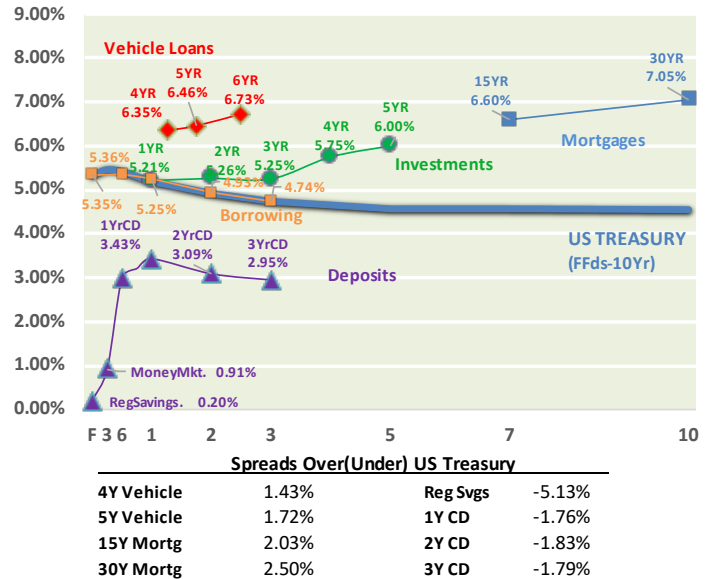 9.00%
8.00%
7.00%
6.00%
5.00%
4.00%
3.00%
2.00%
1.00%
0.00%
Vehicle Loans
4YR
6.35%
5YR
6.46%
6YR
6.73%
15YR
6.60%
30YR
7.05%
Mortgages
1YR
5.21%
2YR
5.26%
3YR
5.25%
4YR
5.75%
5YR
6.00%
Investments
5.36%
5.35%
5.25%
4.93%
4.74%
Borrowing
US TREASURY
(FFds-10Yr)
1YrCD
3.43%
2YrCD
3.09%
3YrCD
2.95%
Deposits
MoneyMkt. 0.91%
RegSavings. 0.20%
F 3 6 1 2 3 5 7 10
Spreads Over(Under) US Treasury
4Y Vehicle 1.43% Reg Svgs -5.13%
5Y Vehicle 1.72% 1Y CD -1.76%
15Y Mortg 2.03% 2Y CD -1.83%
30Y Mortg 2.50% 3Y CD -1.79%